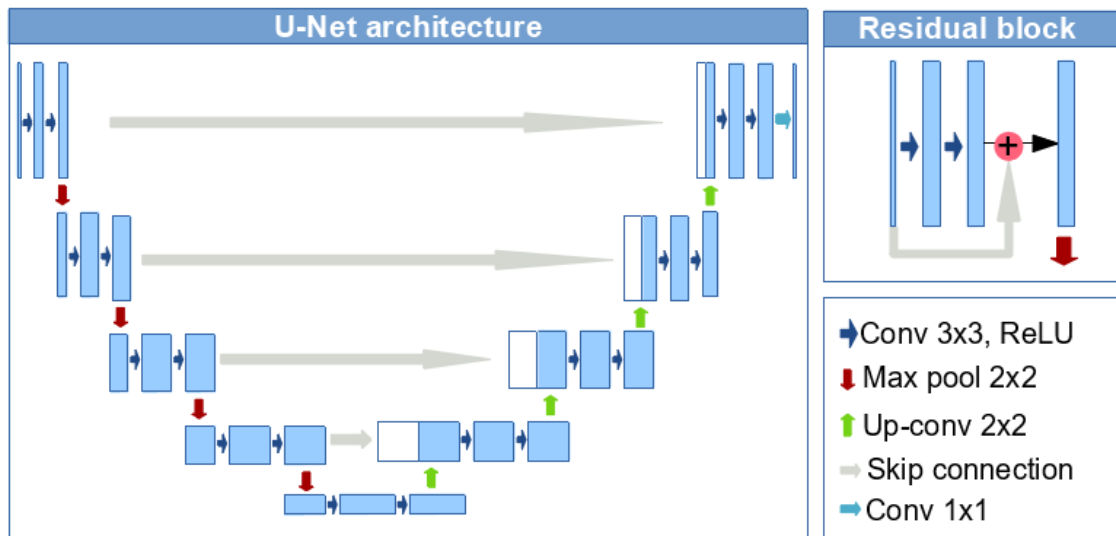 U-Net architecture
Residual block
+
Conv 3x3, ReLU
Max pool 2x2
Up-conv 2x2
Skip connection
Conv 1x1